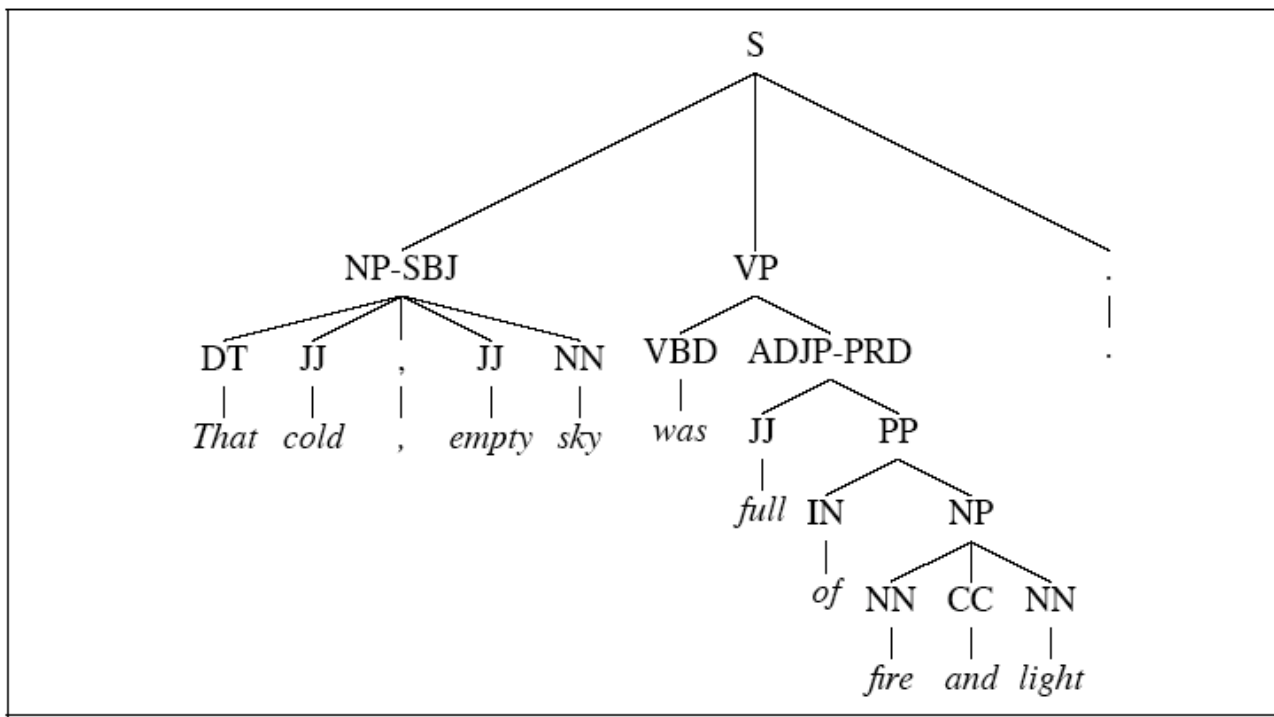 S
NP-SBJ VP .
DT JJ , JJ NN VBD ADJP-PRD .
That cold , empty sky was JJ PP
full IN NP
of NN CC NN
fire and light